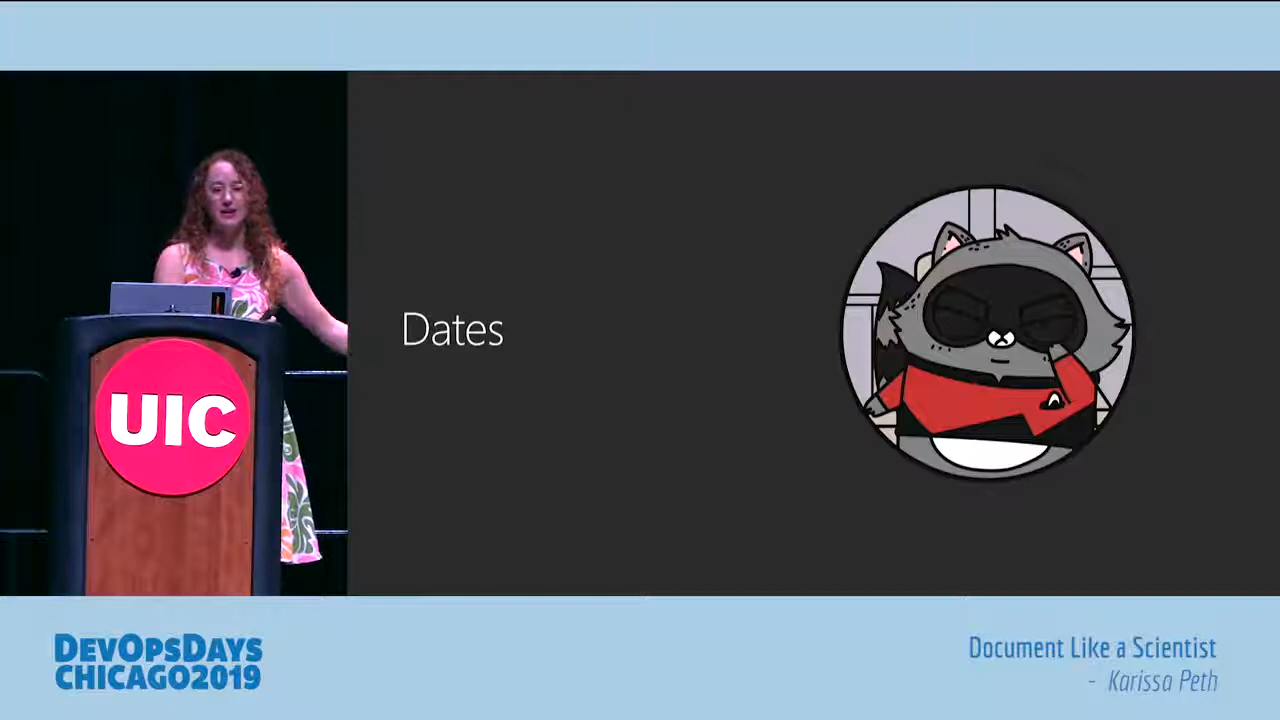 Dates
UIC
DEVOPSDAYS
CHICAGO2019
Document Like a Scientist
- Karissa Peth